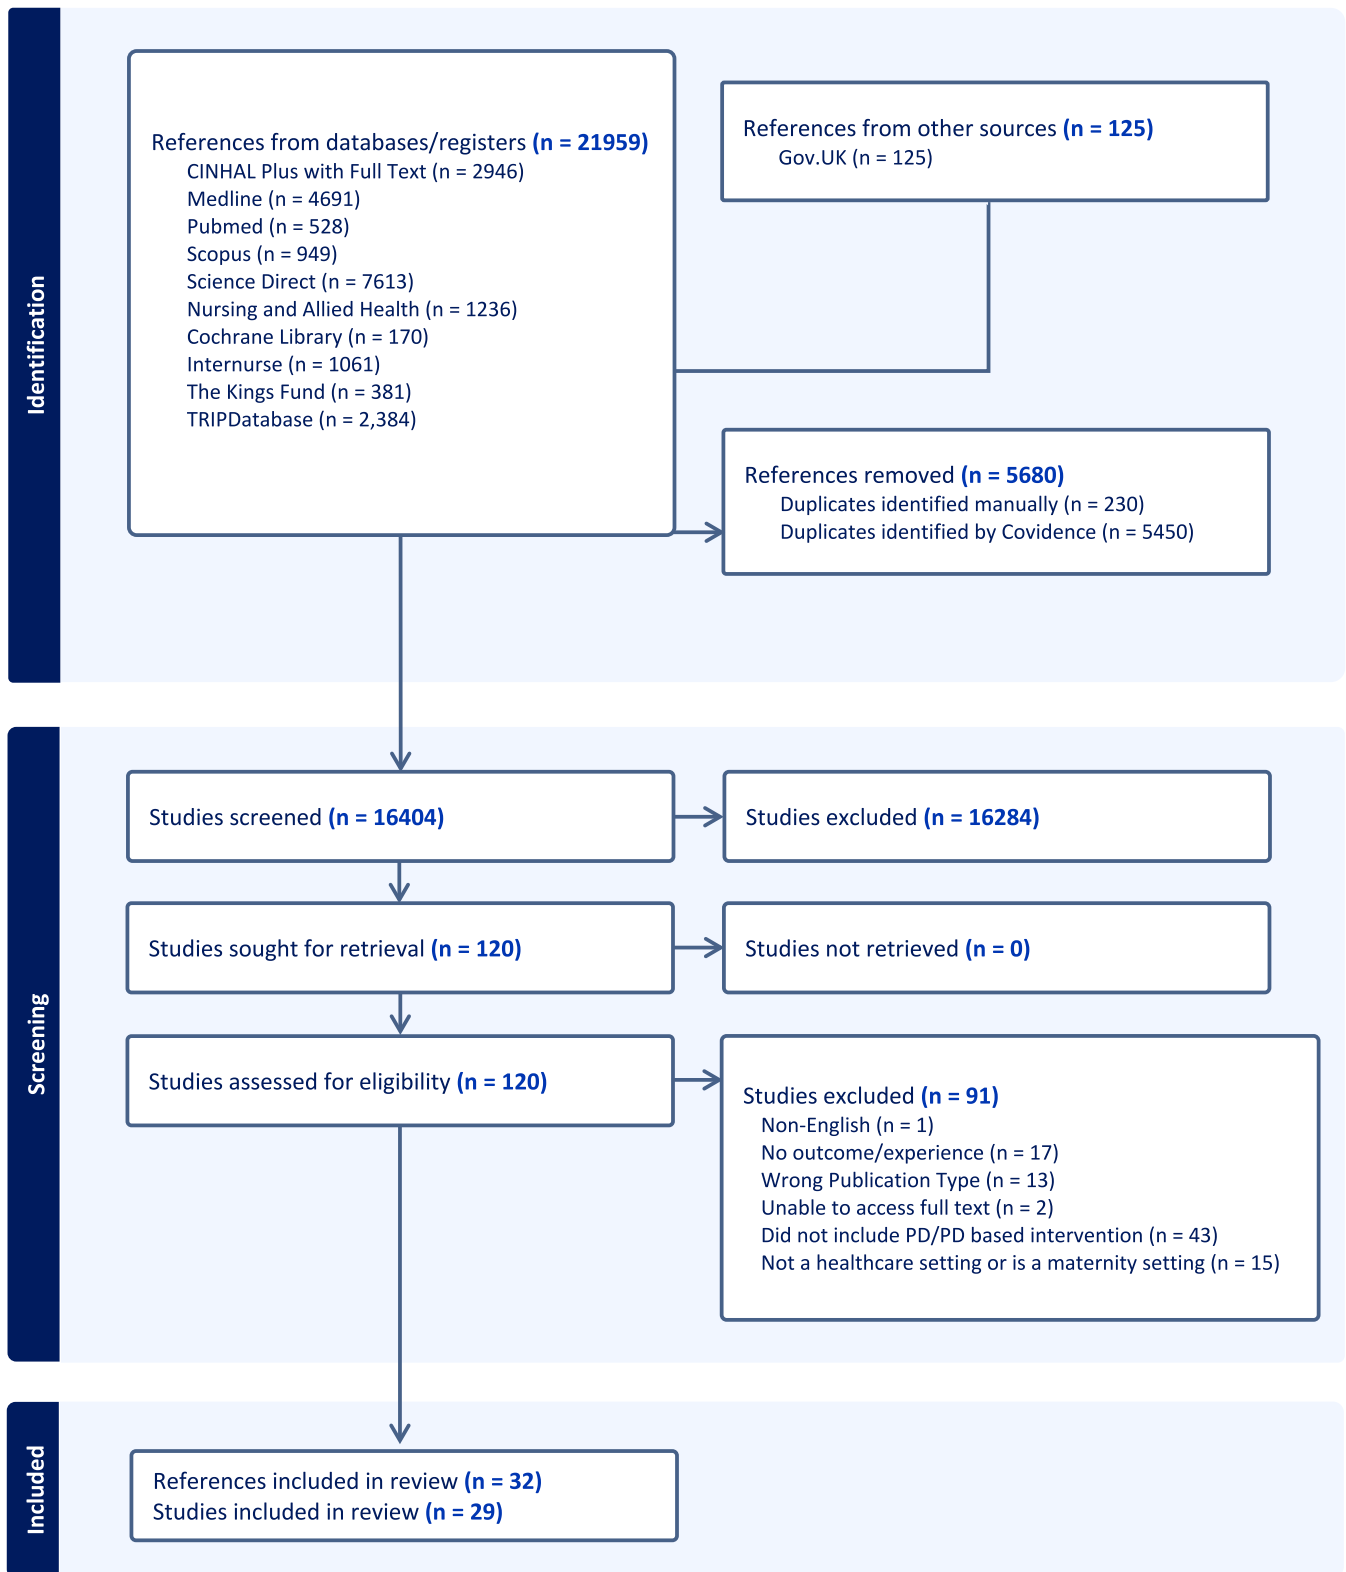 Identification
References from databases/registers (n = 21959)
CINHAL Plus with Full Text (n = 2946)
Medline (n = 4691)
Pubmed (n = 528)
Scopus (n = 949)
Science Direct (n = 7613)
Nursing and Allied Health (n = 1236)
Cochrane Library (n = 170)
Internurse (n = 1061)
The Kings Fund (n = 381)
TRIPDatabase (n = 2,384)
References from other sources (n = 125)
Gov.UK (n = 125)
References removed (n = 5680)
Duplicates identified manually (n = 230)
Duplicates identified by Covidence (n = 5450)
Screening
Studies screened (n = 16404)
Studies excluded (n = 16284)
Studies sought for retrieval (n = 120)
Studies not retrieved (n = 0)
Studies assessed for eligibility (n = 120)
Studies excluded (n = 91)
Non-English (n = 1)
No outcome/experience (n = 17)
Wrong Publication Type (n = 13)
Unable to access full text (n = 2)
Did not include PD/PD based intervention (n = 43)
Not a healthcare setting or is a maternity setting (n = 15)
Included
References included in review (n = 32)
Studies included in review (n = 29)